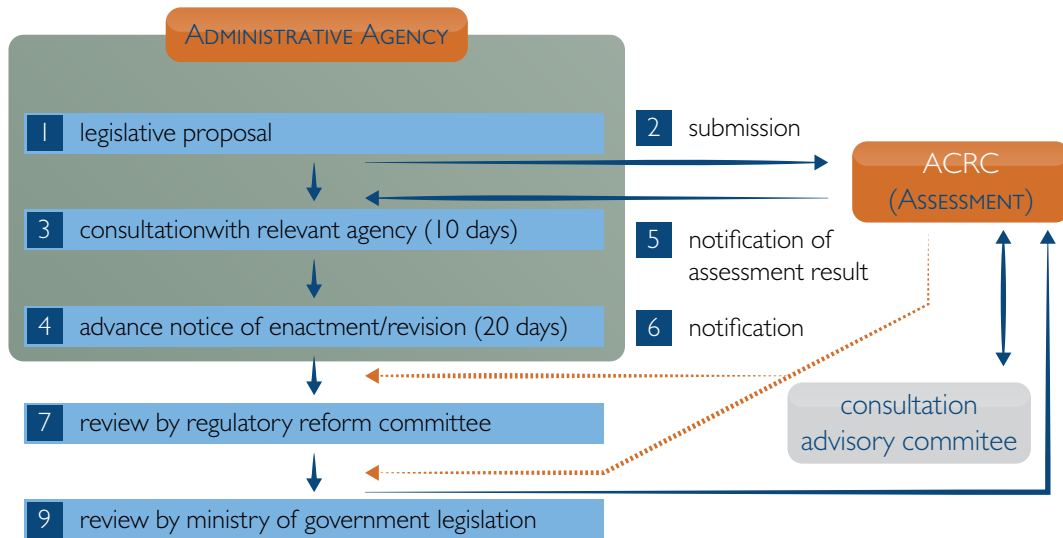 ADMINISTRATIVE AGENCY
1 legislative proposal
2 submission
ACRC
(ASSESSMENT)
3 consultationwith relevant agency (10 days)
5 notification of
assessment result
4 advance notice of enactment/revision (20 days)
6 notification
7 review by regulatory reform committee
consultation
advisory commitee
9 review by ministry of government legislation